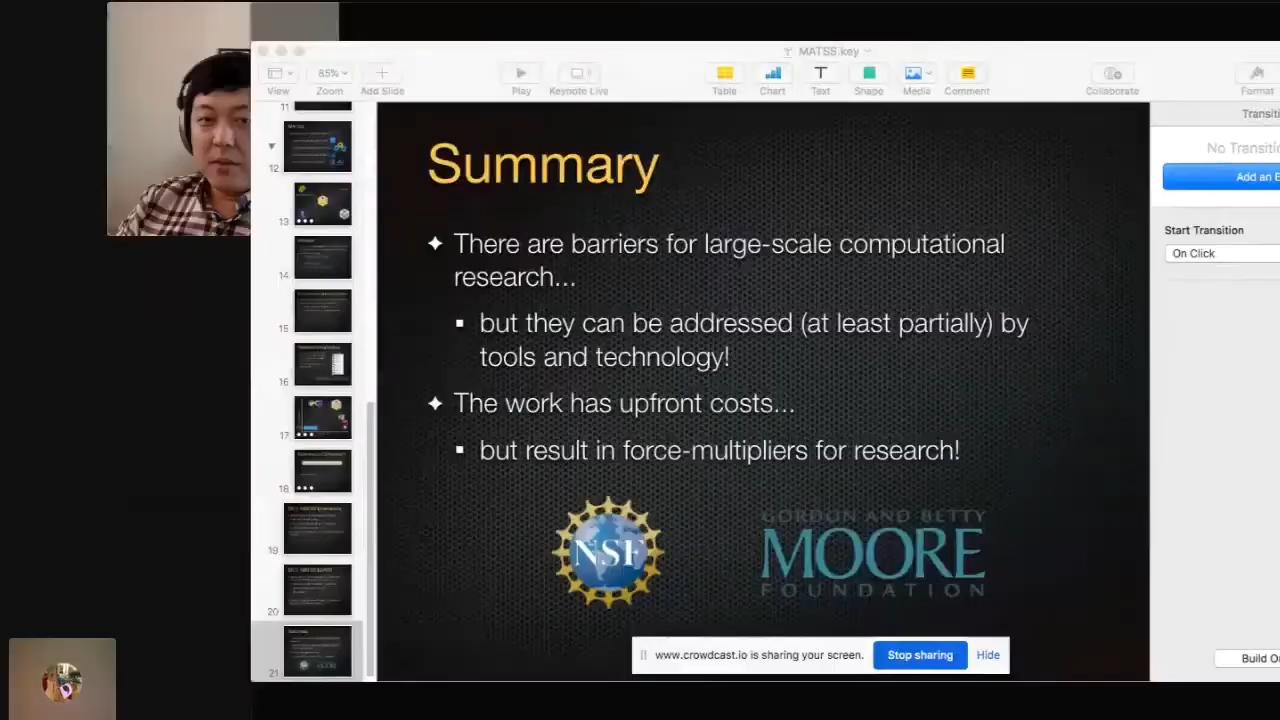 MATSS.key
85%
View
Zoom
Add Slide
Play
Keynote Live
Table
Chart
Text
Shape
Media
Comment
Collaborate
Format
11
12
13
14
15
16
17
18
19
20
21
Summary
There are barriers for large-scale computational
research...
but they can be addressed (at least partially) by
tools and technology!
The work has upfront costs...
but result in force-multipliers for research!
NSF
GORDON AND BETTY
MOORE
FOUNDATION
www.crowdcast.io is sharing your screen.
Stop sharing
Hide
Transiti
No Transitio
Add an E
Start Transition
On Click
Build O